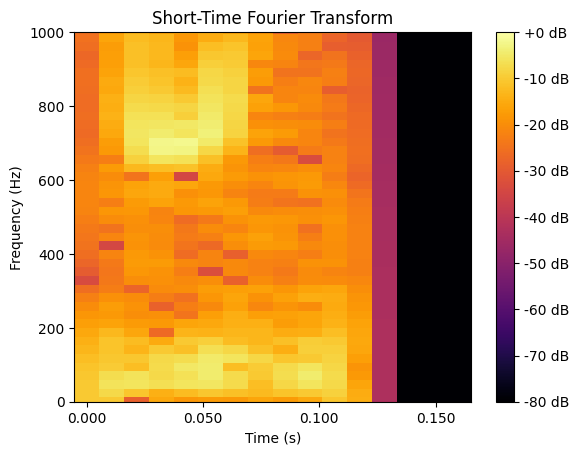 Short-Time Fourier Transform
1000
800
600
400
200
0
Frequency (Hz)
0.000
0.050
0.100
0.150
Time (s)
+0 dB
-10 dB
-20 dB
-30 dB
-40 dB
-50 dB
-60 dB
-70 dB
-80 dB